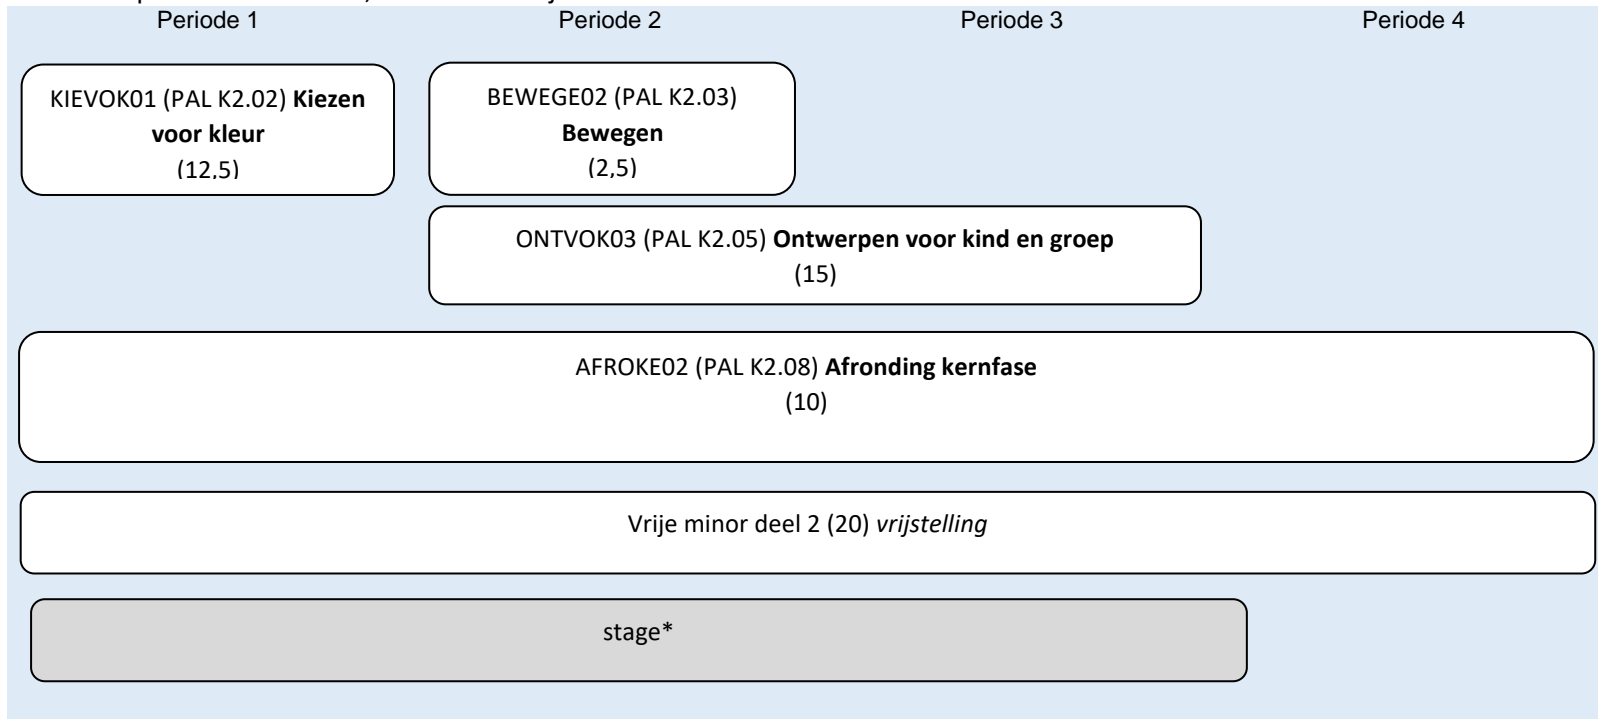 Periode 1 Periode 2 Periode 3 Periode 4
KIEVOK01 (PAL K2.02) Kiezen
voor kleur
(12,5)
BEWEGE02 (PAL K2.03)
Bewegen
(2,5)
ONTVOK03 (PAL K2.05) Ontwerpen voor kind en groep
(15)
AFROKE02 (PAL K2.08) Afronding kernfase
(10)
Vrije minor deel 2 (20) vrijstelling
stage*